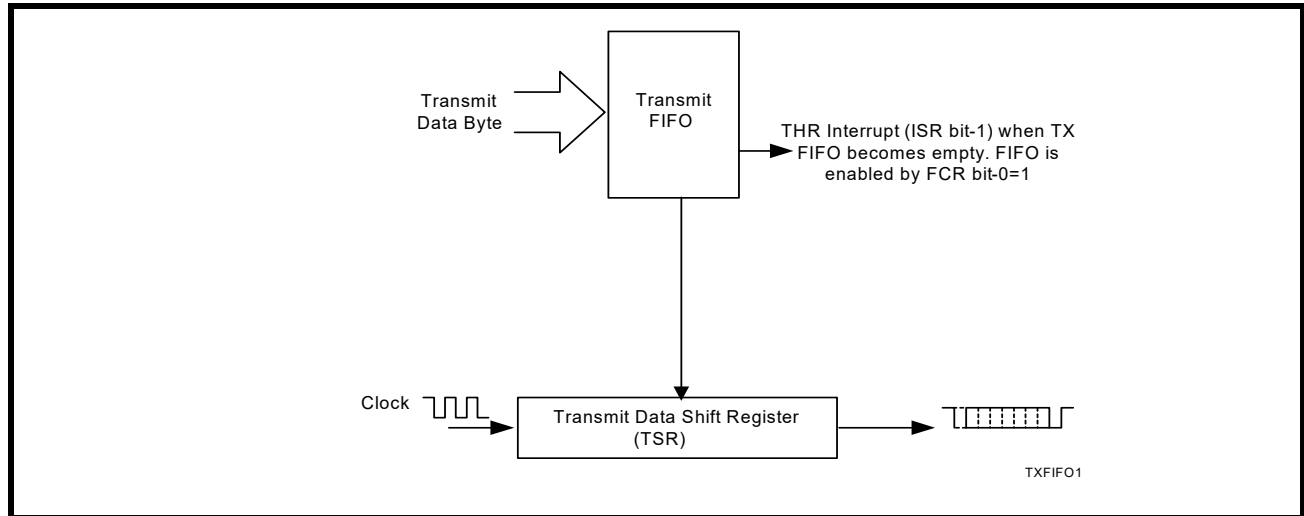 Transmit
Data Byte
Transmit
FIFO
THR Interrupt (ISR bit-1) when TX
FIFO becomes empty. FIFO is
enabled by FCR bit-0=1
Clock
Transmit Data Shift Register
(TSR)
TXFIFO1